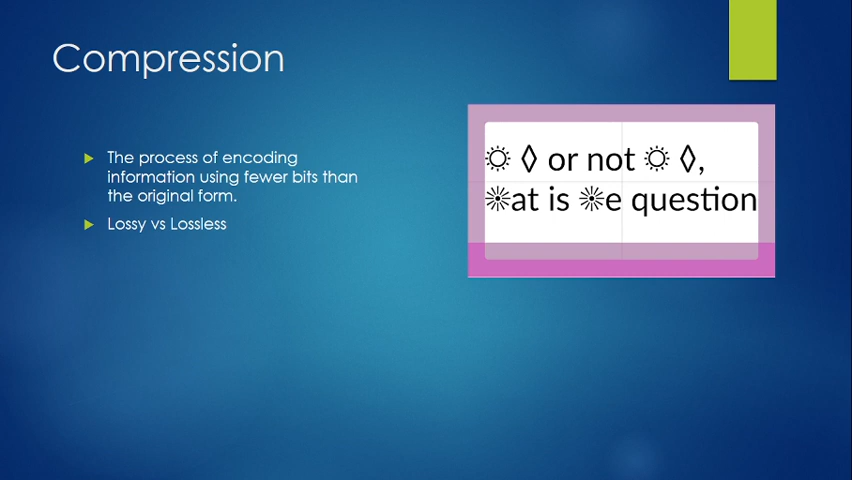 Compression
The process of encoding
information using fewer bits than
the original form.
Lossy vs Lossless
☼ ◊ or not ☼ ◊,
☀at is ☀e question